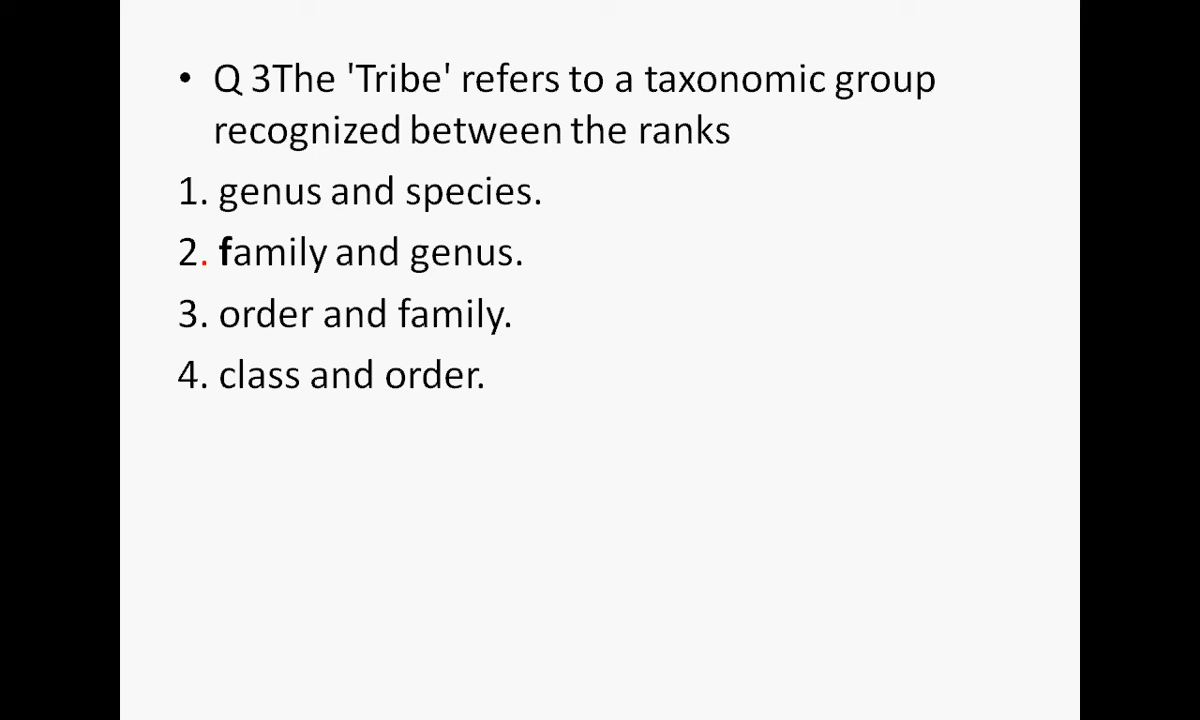 • Q 3The 'Tribe' refers to a taxonomic group
recognized between the ranks
1. genus and species.
2. family and genus.
3. order and family.
4. class and order.